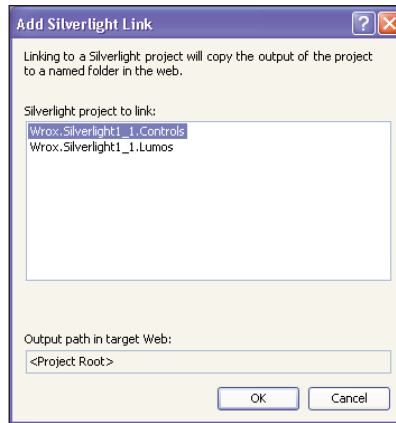 Add Silverlight Link
Linking to a Silverlight project will copy the output of the project
to a named folder in the web.
Silverlight project to link:
Wrox.Silverlight1_1.Controls
Wrox.Silverlight1_1.Lumos
Output path in target Web:
<Project Root>
OK Cancel